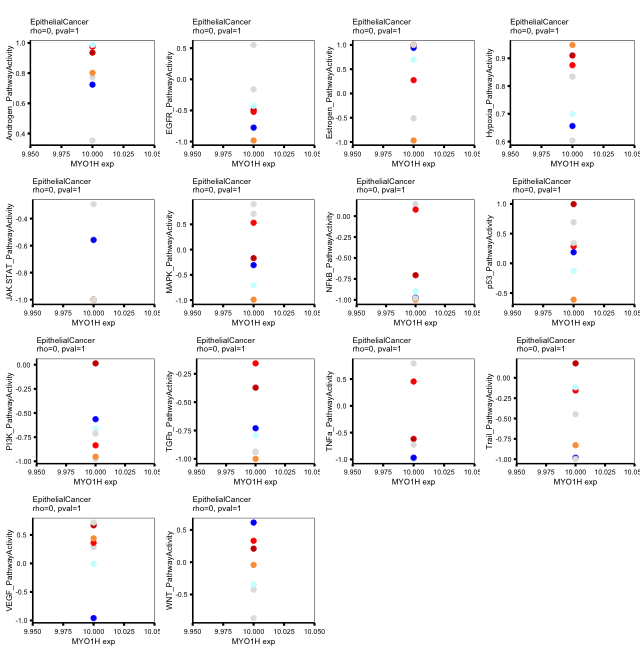 EpithelialCancer
rho=0, pval=1
Androgen_PathwayActivity
1.0
0.8
0.6
0.4
9.950 9.975 10.000 10.025 10.05
MYO1H exp
EpithelialCancer
rho=0, pval=1
EGFR_PathwayActivity
0.5
0.0
-0.5
-1.0
9.950 9.975 10.000 10.025 10.05
MYO1H exp
EpithelialCancer
rho=0, pval=1
Estrogen_PathwayActivity
1.0
0.5
0.0
-0.5
-1.0
9.950 9.975 10.000 10.025 10.05
MYO1H exp
EpithelialCancer
rho=0, pval=1
Hypoxia_PathwayActivity
0.9
0.8
0.7
0.6
9.950 9.975 10.000 10.025 10.05
MYO1H exp
EpithelialCancer
rho=0, pval=1
JAK.STAT_PathwayActivity
-0.4
-0.6
-0.8
-1.0
9.950 9.975 10.000 10.025 10.05
MYO1H exp
EpithelialCancer
rho=0, pval=1
MAPK_PathwayActivity
0.5
0.0
-0.5
-1.0
9.950 9.975 10.000 10.025 10.05
MYO1H exp
EpithelialCancer
rho=0, pval=1
NFkB_PathwayActivity
0.00
-0.25
-0.50
-0.75
-1.00
9.950 9.975 10.000 10.025 10.05
MYO1H exp
EpithelialCancer
rho=0, pval=1
p53_PathwayActivity
1.0
0.5
0.0
-0.5
9.950 9.975 10.000 10.025 10.05
MYO1H exp
EpithelialCancer
rho=0, pval=1
PI3K_PathwayActivity
0.00
-0.25
-0.50
-0.75
-1.00
9.950 9.975 10.000 10.025 10.05
MYO1H exp
EpithelialCancer
rho=0, pval=1
TGFb_PathwayActivity
-0.25
-0.50
-0.75
-1.00
9.950 9.975 10.000 10.025 10.05
MYO1H exp
EpithelialCancer
rho=0, pval=1
TNFa_PathwayActivity
0.5
0.0
-0.5
-1.0
9.950 9.975 10.000 10.025 10.05
MYO1H exp
EpithelialCancer
rho=0, pval=1
Trail_PathwayActivity
0.00
-0.25
-0.50
-0.75
-1.00
9.950 9.975 10.000 10.025 10.05
MYO1H exp
EpithelialCancer
rho=0, pval=1
VEGF_PathwayActivity
0.5
0.0
-0.5
-1.0
9.950 9.975 10.000 10.025 10.05
MYO1H exp
EpithelialCancer
rho=0, pval=1
WNT_PathwayActivity
0.5
0.0
-0.5
9.950 9.975 10.000 10.025 10.050
MYO1H exp